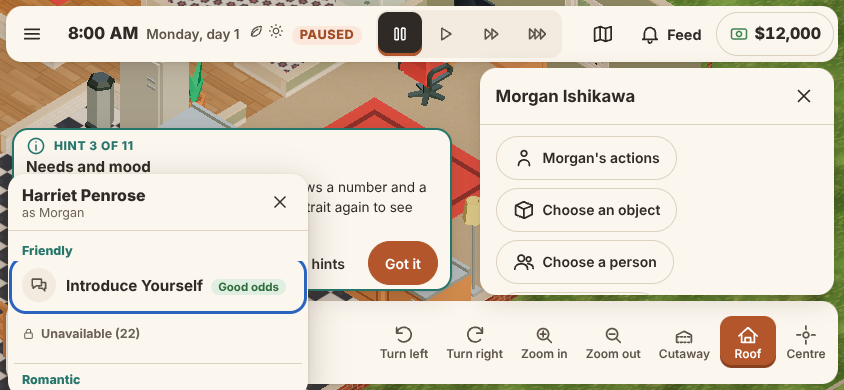 8:00 AM Monday, day 1 PAUSED Feed $12,000
Morgan Ishikawa
Morgan's actions
Choose an object
Choose a person
HINT 3 OF 11
Needs and mood
ws a number and a
trait again to see
hints Got it
Harriet Penrose
as Morgan
Friendly
Introduce Yourself Good odds
Unavailable (22)
Romantic
Turn left Turn right Zoom in Zoom out Cutaway Roof Centre